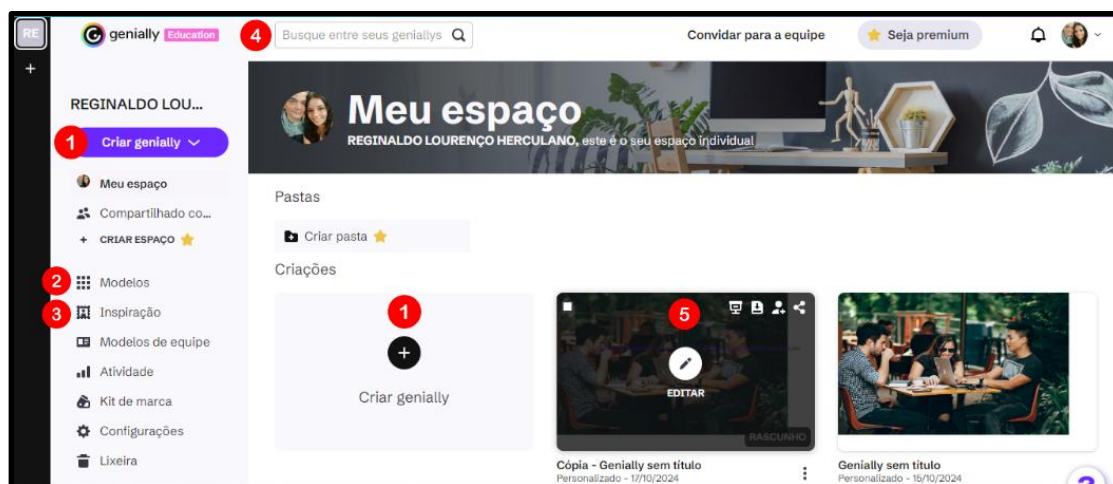 RE
genially Education
4
Busque entre seus geniallys
Convidar para a equipe
Seja premium
+
REGINALDO LOU...
1
Criar genially
Meu espaço
Compartilhado co...
+ CRIAR ESPAÇO
2
Modelos
3
Inspiração
Modelos de equipe
Atividade
Kit de marca
Configurações
Lixeira
Meu espaço
REGINALDO LOURENÇO HERCULANO, este é o seu espaço individual
Pastas
Criar pasta
Criações
1
+
Criar genially
5
EDITAR
RASCUNHO
Cópia - Genially sem título
Personalizado - 17/10/2024
Genially sem título
Personalizado - 15/10/2024
?